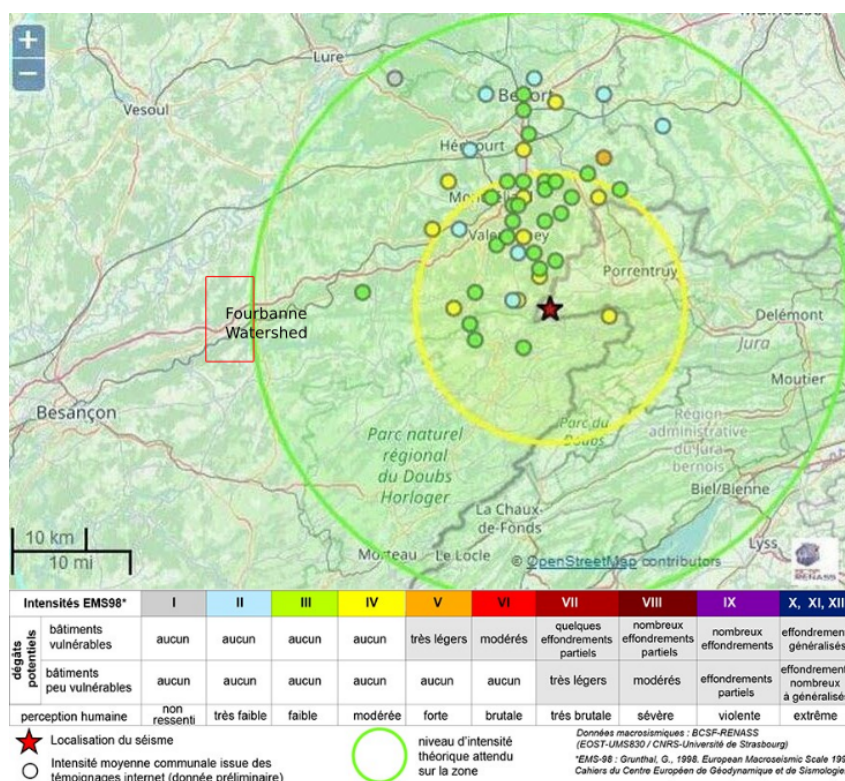 +
−
Mulhouse
Lure
Vesoul
Belfort
Héricourt
Valentigney
Porrentruy
Fourbanne
Watershed
Delémont
Jura
Moutier
Besançon
Parc du
Doubs
Parc naturel
régional
du Doubs
Horloger
Région
administrative
du Jura
bernois
Biel/Bienne
La Chaux-
de-Fonds
10 km
10 mi
Morteau
Le Locle
Lyss
© OpenStreetMap contributors
BCSF
RENASS
Intensités EMS98* I II III IV V VI VII VIII IX X, XI, XII
dégâts
potentiels
bâtiments
vulnérables
aucun aucun aucun aucun très légers modérés quelques effondrements partiels nombreux effondrements partiels nombreux effondrements effondrement généralisés
bâtiments
peu vulnérables
aucun aucun aucun aucun aucun aucun très légers modérés effondrements partiels effondrement nombreux à généralisés
perception humaine non ressenti très faible faible modérée forte brutale très brutale sévère violente extrême
Localisation du séisme
Intensité moyenne communale issue des
témoignages internet (donnée préliminaire)
niveau d'intensité
théorique attendu
sur la zone
Données macrosismiques : BCSF-RENASS
(EOST-UMS830 / CNRS-Université de Strasbourg)
*EMS-98 : Grunthal, G., 1998. European Macroseismic Scale 199
Cahiers du Centre Européen de Géodynamique et de Sismologie